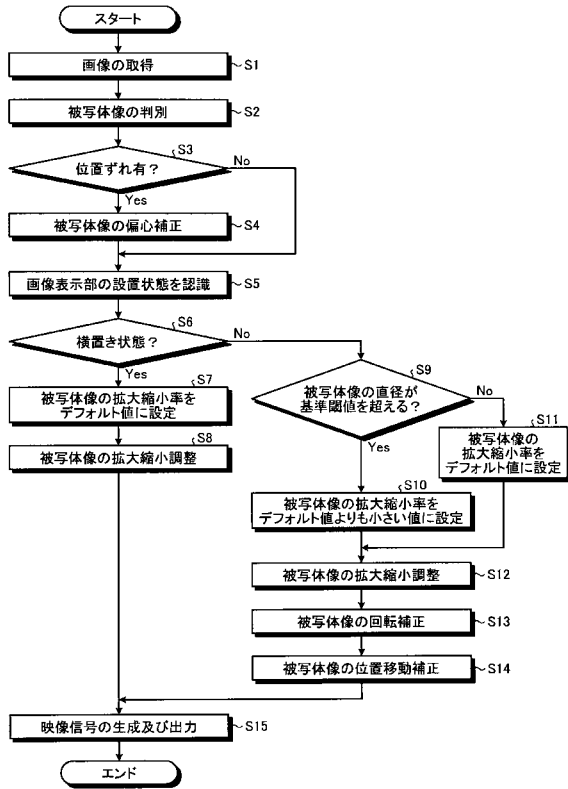 スタート
画像の取得
S1
被写体像の判別
S2
S3
位置ずれ有?
No
Yes
被写体像の偏心補正
S4
画像表示部の設置状態を認識
S5
S6
横置き状態?
No
Yes
S7
被写体像の拡大縮小率を
デフォルト値に設定
S8
被写体像の拡大縮小調整
S9
被写体像の直径が
基準閾値を超える?
No
Yes
S11
被写体像の
拡大縮小率を
デフォルト値に設定
S10
被写体像の拡大縮小率を
デフォルト値よりも小さい値に設定
被写体像の拡大縮小調整
S12
被写体像の回転補正
S13
被写体像の位置移動補正
S14
映像信号の生成及び出力
S15
エンド